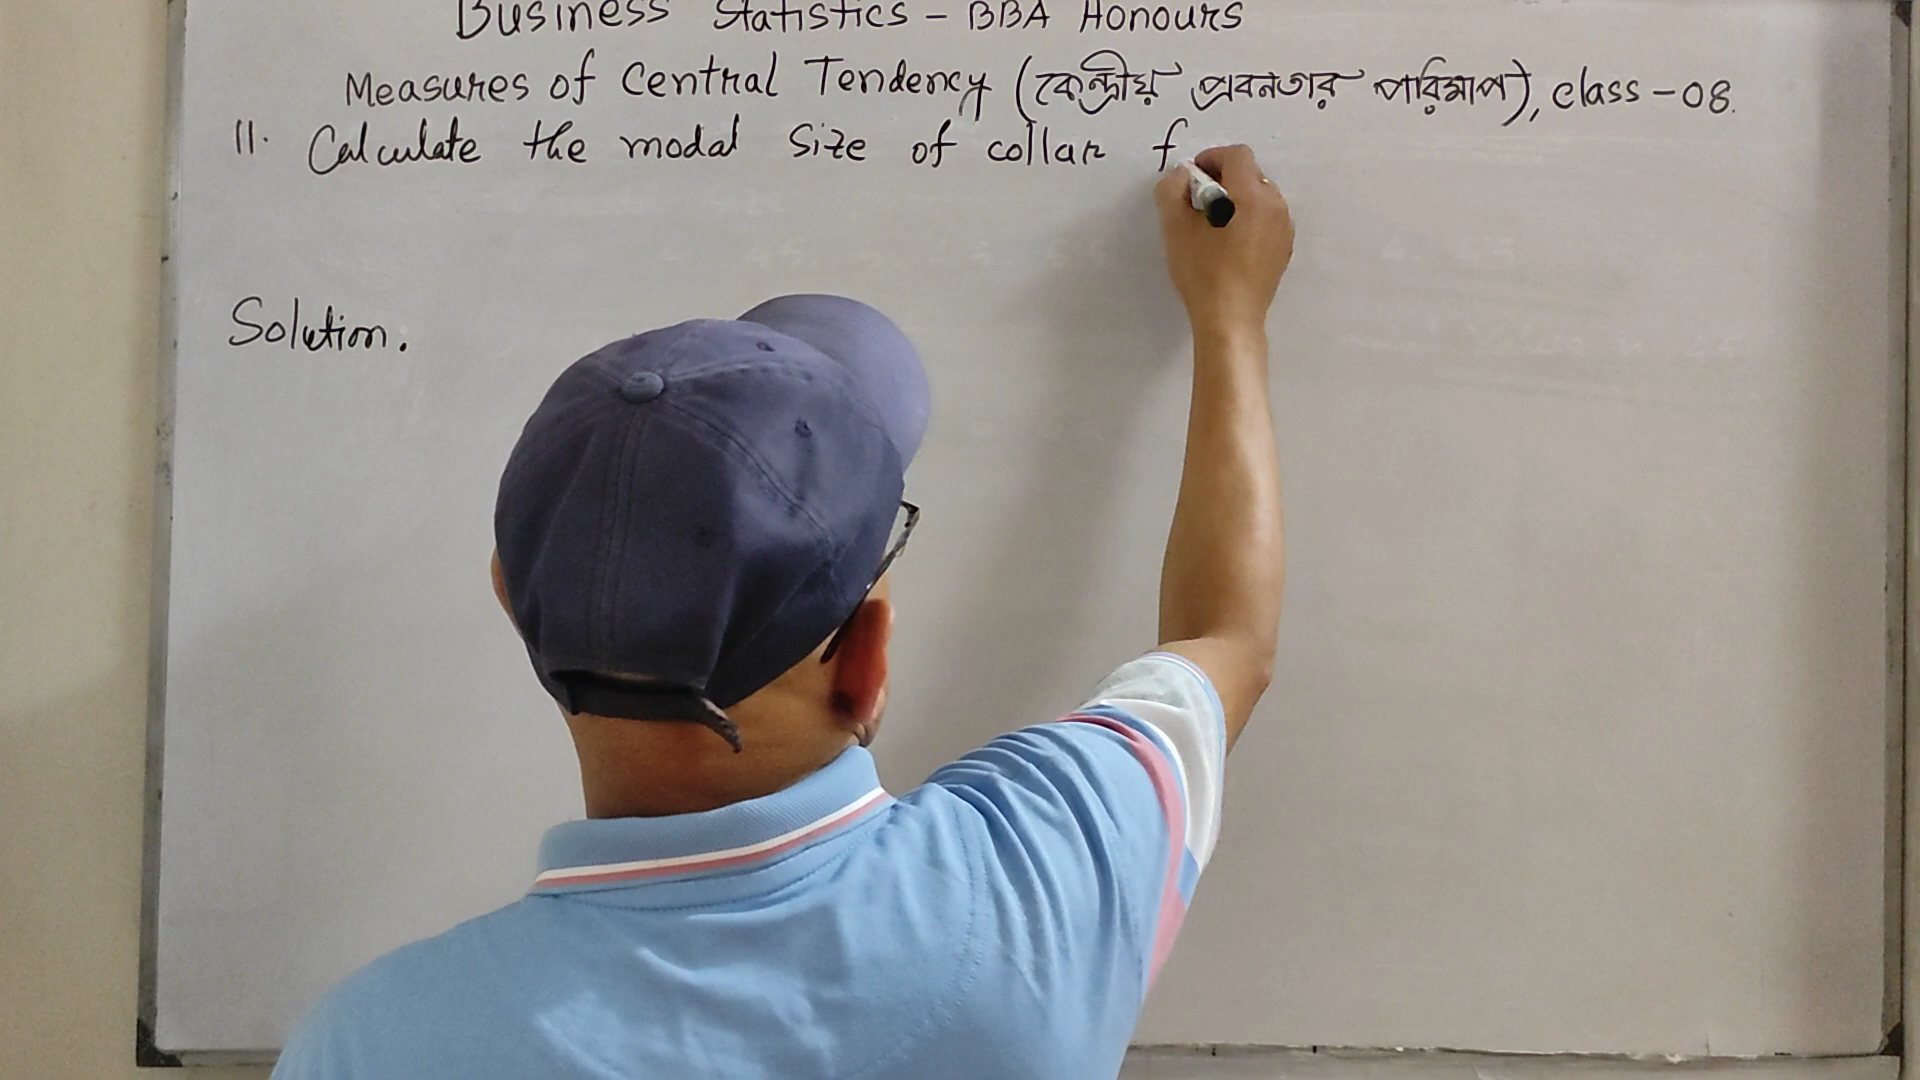 Business Statistics - BBA Honours
Measures of Central Tendency (কেন্দ্রীয় প্রবনতার পরিমাপ), class - 08.
11. Calculate the modal size of collar f
Solution.